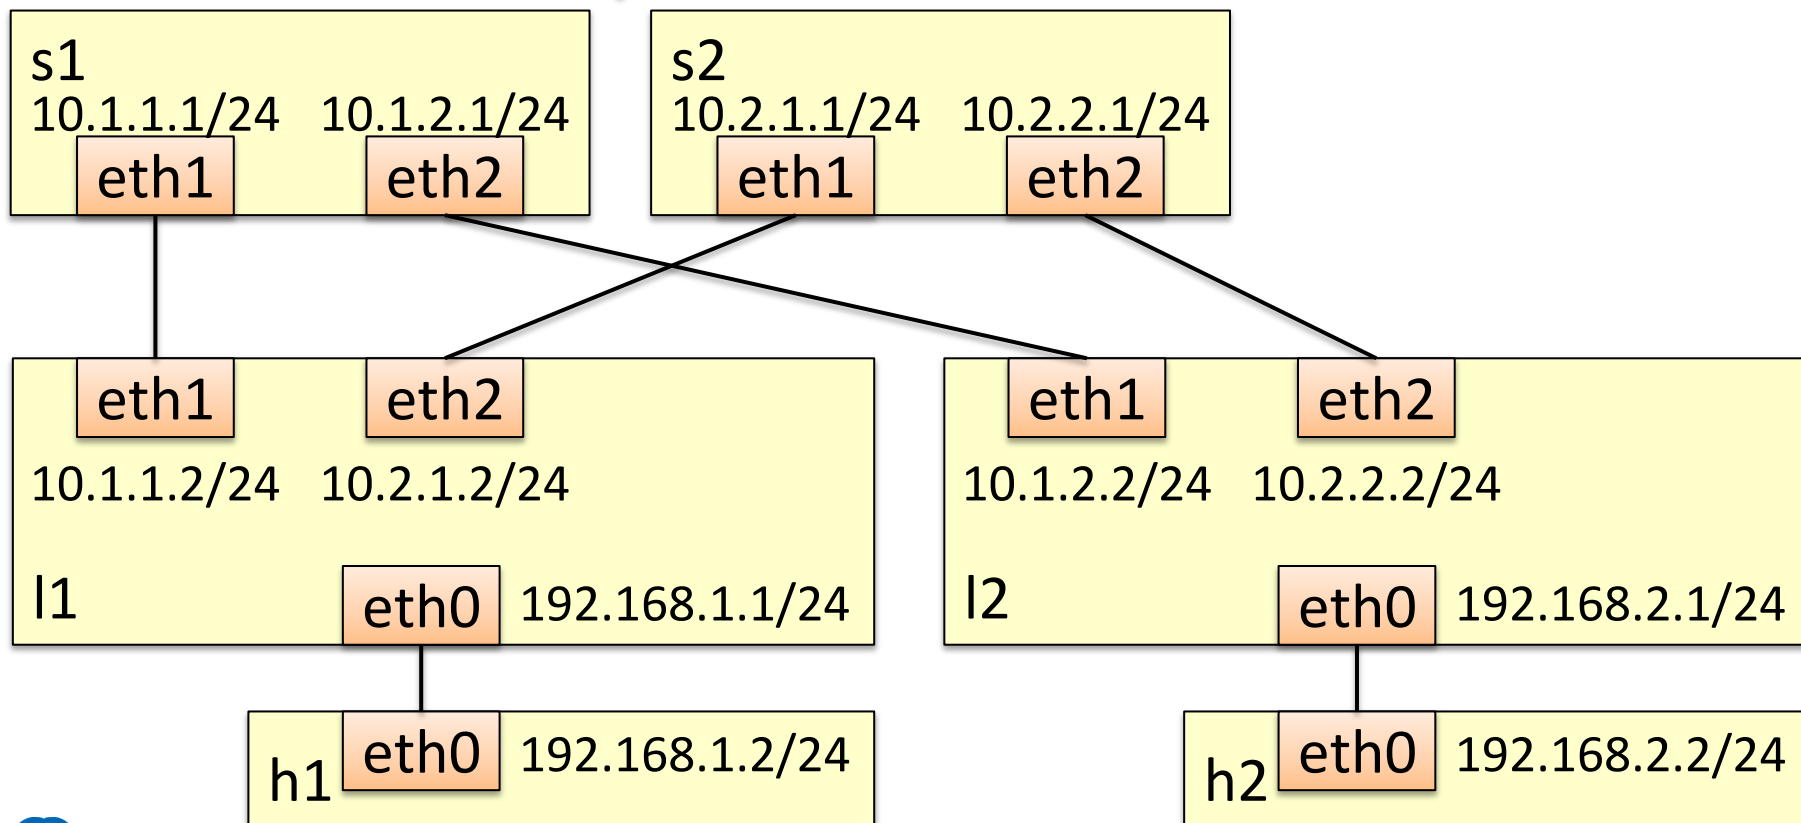 s1
10.1.1.1/24 10.1.2.1/24
eth1 eth2
s2
10.2.1.1/24 10.2.2.1/24
eth1 eth2
eth1 eth2
10.1.1.2/24 10.2.1.2/24
l1
eth0 192.168.1.1/24
eth1 eth2
10.1.2.2/24 10.2.2.2/24
l2
eth0 192.168.2.1/24
h1
eth0 192.168.1.2/24
h2
eth0 192.168.2.2/24